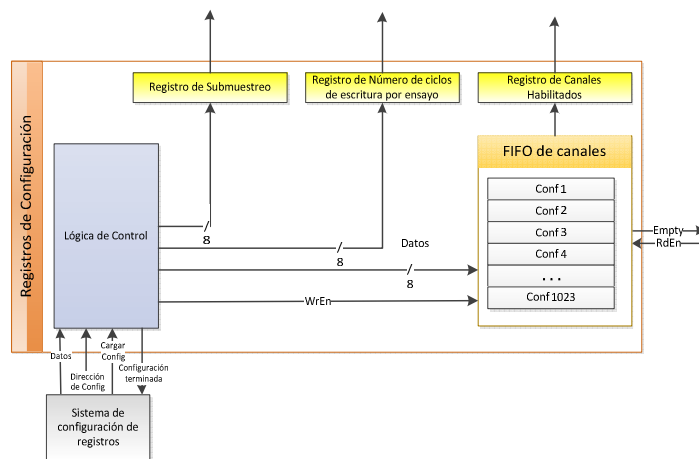 Registro de Submuestreo
Registro de Número de ciclos
de escritura por ensayo
Registro de Canales
Habilitados
Registros de Configuración
FIFO de canales
Conf 1
Conf 2
Conf 3
Conf 4
...
Conf 1023
Lógica de Control
/
8
/
8
Datos
/
8
WrEn
Empty
RdEn
Datos
Dirección
de Config
Cargar
Config
Configuración
terminada
Sistema de
configuración de
registros